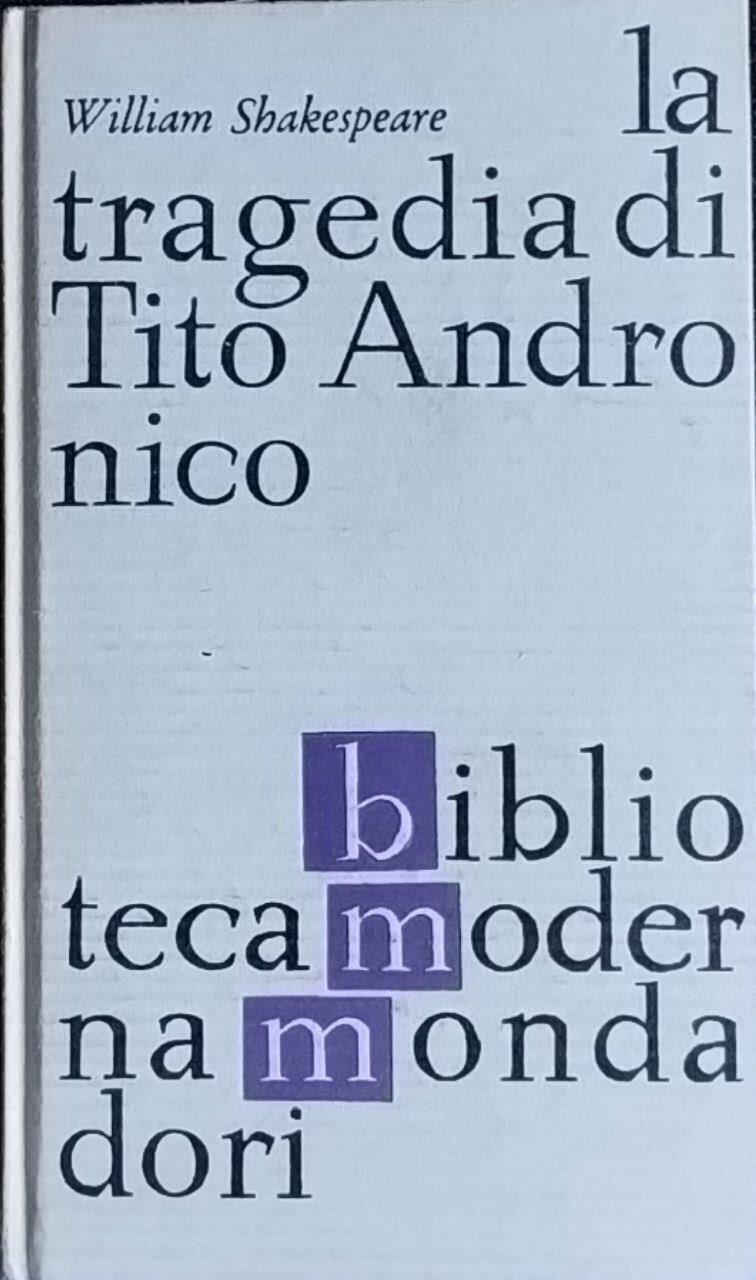 William Shakespeare la
tragedia di
Tito Andro
nico
biblio
teca moder
na monda
dori